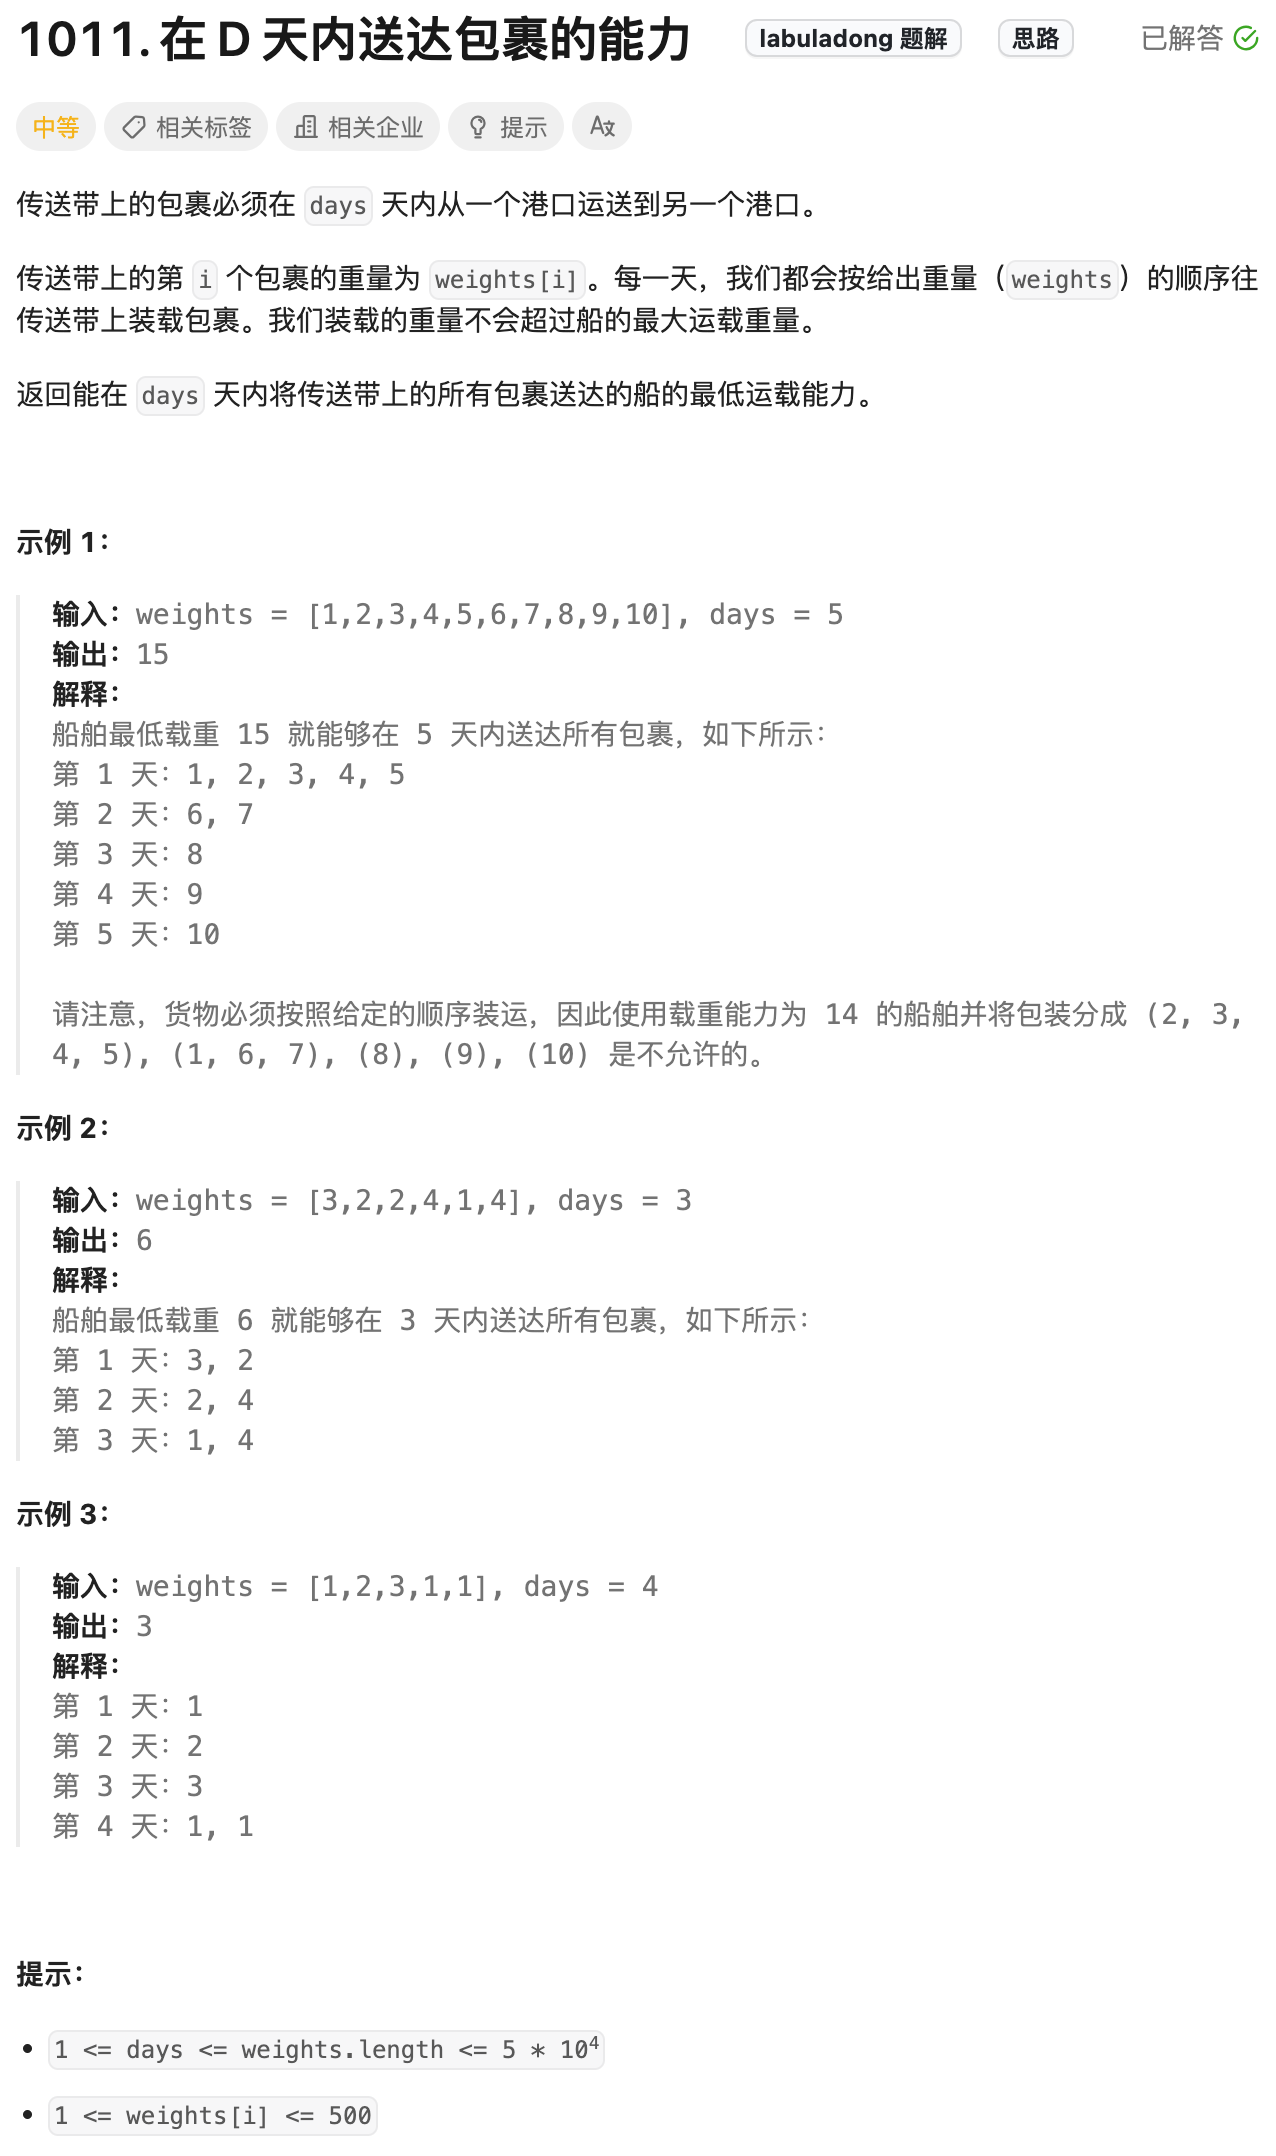 1011. 在 D 天内送达包裹的能力 labuladong 题解 思路 已解答
中等 相关标签 相关企业 提示
传送带上的包裹必须在 days 天内从一个港口运送到另一个港口。
传送带上的第 i 个包裹的重量为 weights[i]。每一天，我们都会按给出重量（weights）的顺序往
传送带上装载包裹。我们装载的重量不会超过船的最大运载重量。
返回能在 days 天内将传送带上的所有包裹送达的船的最低运载能力。
示例 1：
输入：weights = [1,2,3,4,5,6,7,8,9,10], days = 5
输出：15
解释：
船舶最低载重 15 就能够在 5 天内送达所有包裹，如下所示：
第 1 天：1, 2, 3, 4, 5
第 2 天：6, 7
第 3 天：8
第 4 天：9
第 5 天：10
请注意，货物必须按照给定的顺序装运，因此使用载重能力为 14 的船舶并将包装分成 (2, 3,
4, 5), (1, 6, 7), (8), (9), (10) 是不允许的。
示例 2：
输入：weights = [3,2,2,4,1,4], days = 3
输出：6
解释：
船舶最低载重 6 就能够在 3 天内送达所有包裹，如下所示：
第 1 天：3, 2
第 2 天：2, 4
第 3 天：1, 4
示例 3：
输入：weights = [1,2,3,1,1], days = 4
输出：3
解释：
第 1 天：1
第 2 天：2
第 3 天：3
第 4 天：1, 1
提示：
• 1 <= days <= weights.length <= 5 * 10⁴
• 1 <= weights[i] <= 500